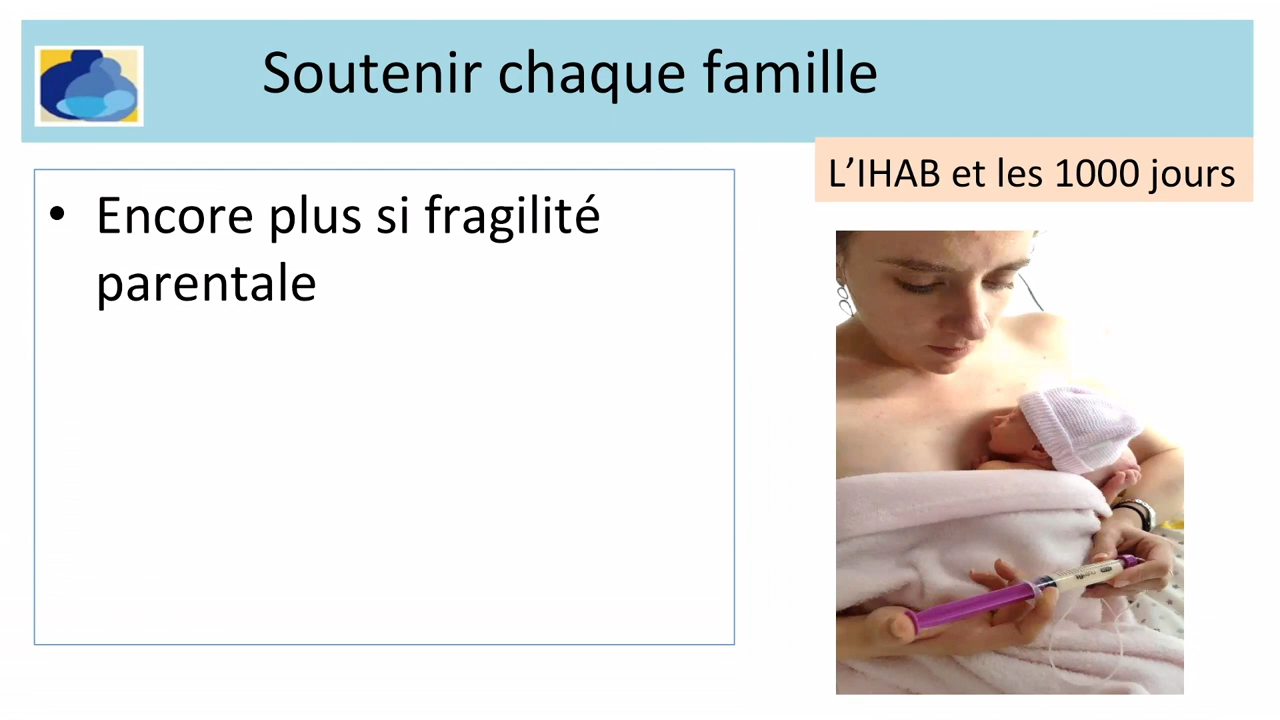 Soutenir chaque famille
L’IHAB et les 1000 jours
• Encore plus si fragilité
parentale